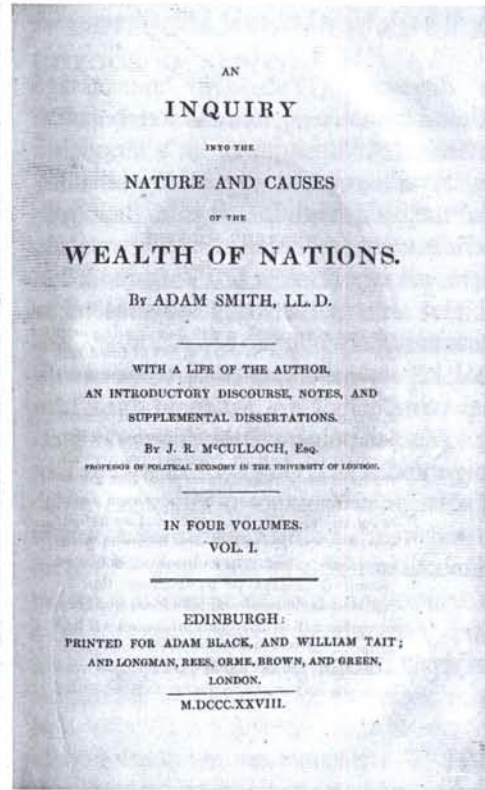 AN
INQUIRY
INTO THE
NATURE AND CAUSES
OF THE
WEALTH OF NATIONS.
By ADAM SMITH, LL. D.
WITH A LIFE OF THE AUTHOR,
AN INTRODUCTORY DISCOURSE, NOTES, AND
SUPPLEMENTAL DISSERTATIONS.
By J. R. McCULLOCH, Esq.
PROFESSOR OF POLITICAL ECONOMY IN THE UNIVERSITY OF LONDON.
IN FOUR VOLUMES.
VOL. I.
EDINBURGH:
PRINTED FOR ADAM BLACK, AND WILLIAM TAIT;
AND LONGMAN, REES, ORME, BROWN, AND GREEN,
LONDON.
M.DCCC.XXVIII.